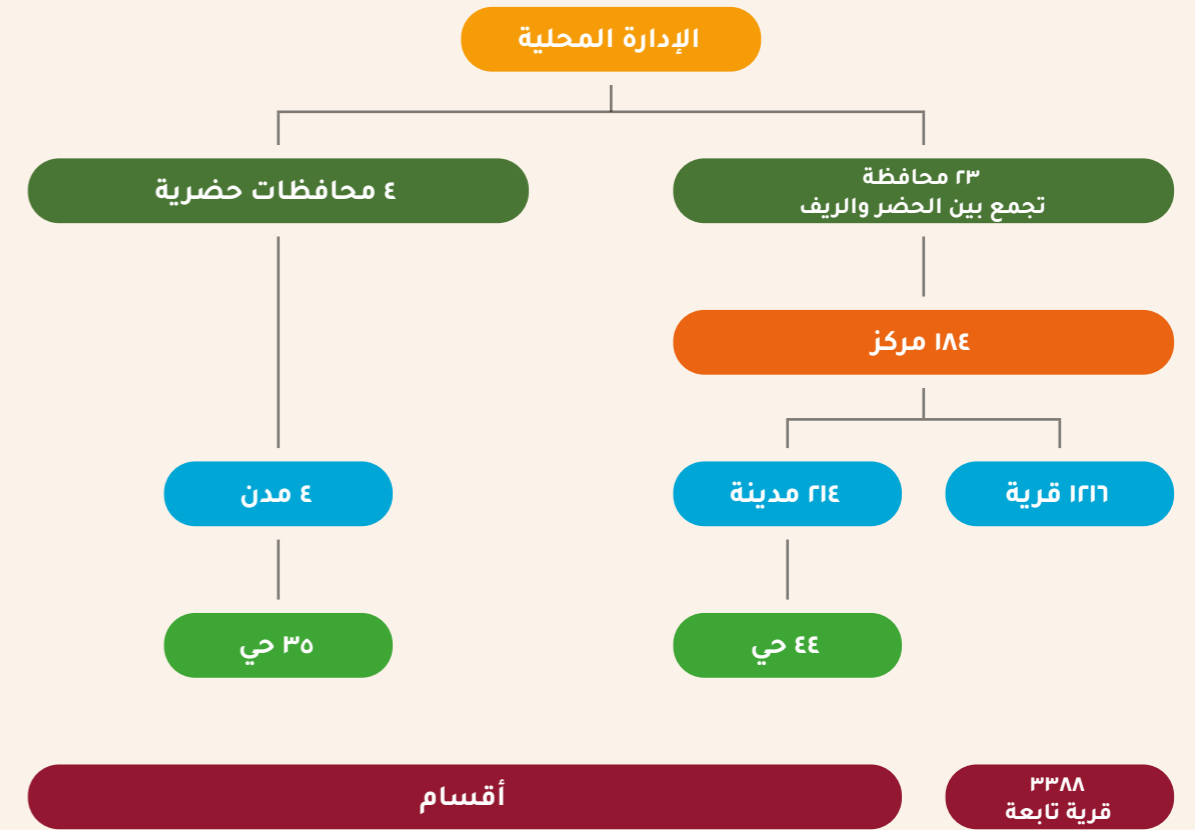 الإدارة المحلية
٢٣ محافظة
تجمع بين الحضر والريف
٤ محافظات حضرية
١٨٤ مركز
١٢١٦ قرية
٢١٤ مدينة
٤ مدن
٤٤ حي
٣٥ حي
٣٣٨٨
قرية تابعة
أقسام